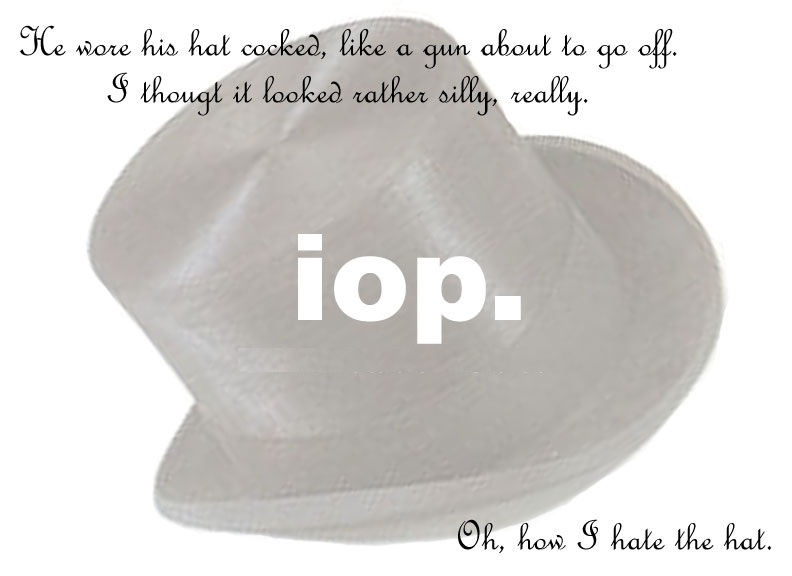 He wore his hat cocked, like a gun about to go off.
I thougt it looked rather silly, really.
iop.
Oh, how I hate the hat.